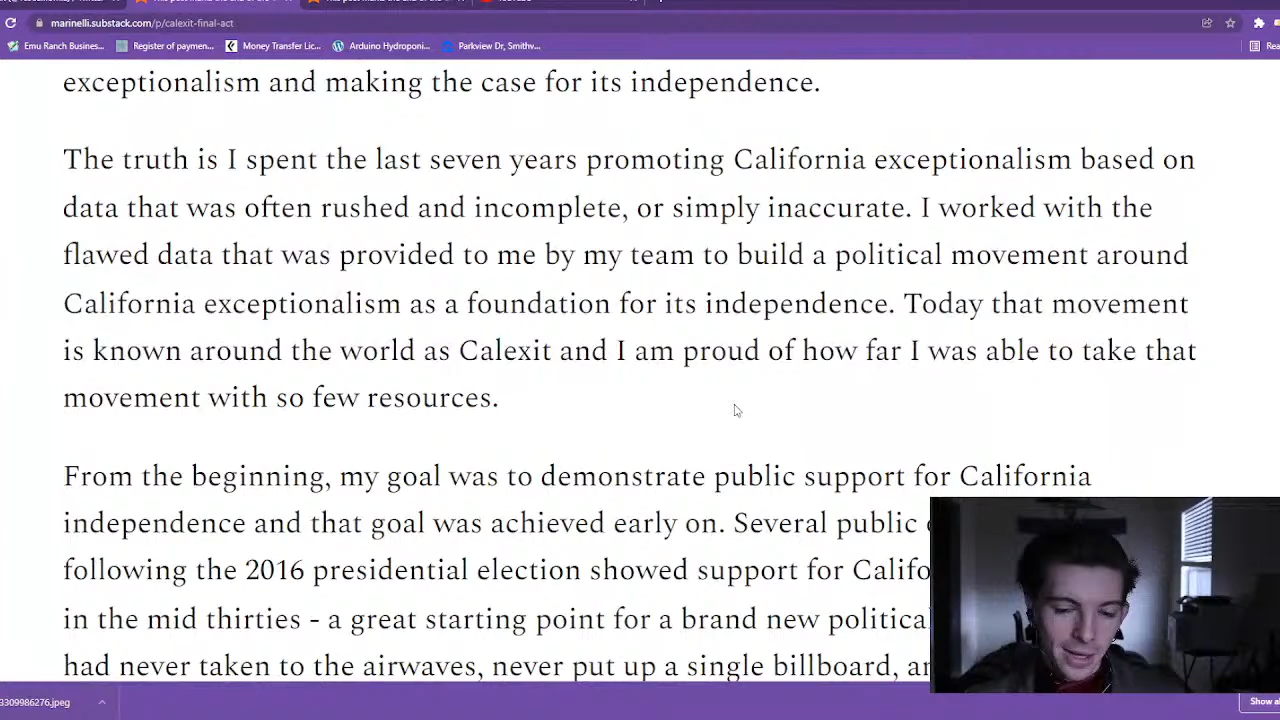 marinelli.substack.com/p/calexit-final-act
Emu Ranch Busines...
Register of paymen...
Money Transfer Lic...
Arduino Hydroponi...
Parkview Dr, Smithv...
Rea
exceptionalism and making the case for its independence.
The truth is I spent the last seven years promoting California exceptionalism based on
data that was often rushed and incomplete, or simply inaccurate. I worked with the
flawed data that was provided to me by my team to build a political movement around
California exceptionalism as a foundation for its independence. Today that movement
is known around the world as Calexit and I am proud of how far I was able to take that
movement with so few resources.
From the beginning, my goal was to demonstrate public support for California
independence and that goal was achieved early on. Several public
following the 2016 presidential election showed support for Califo
in the mid thirties - a great starting point for a brand new political
had never taken to the airwaves, never put up a single billboard, an
3309986276.jpeg
Show al